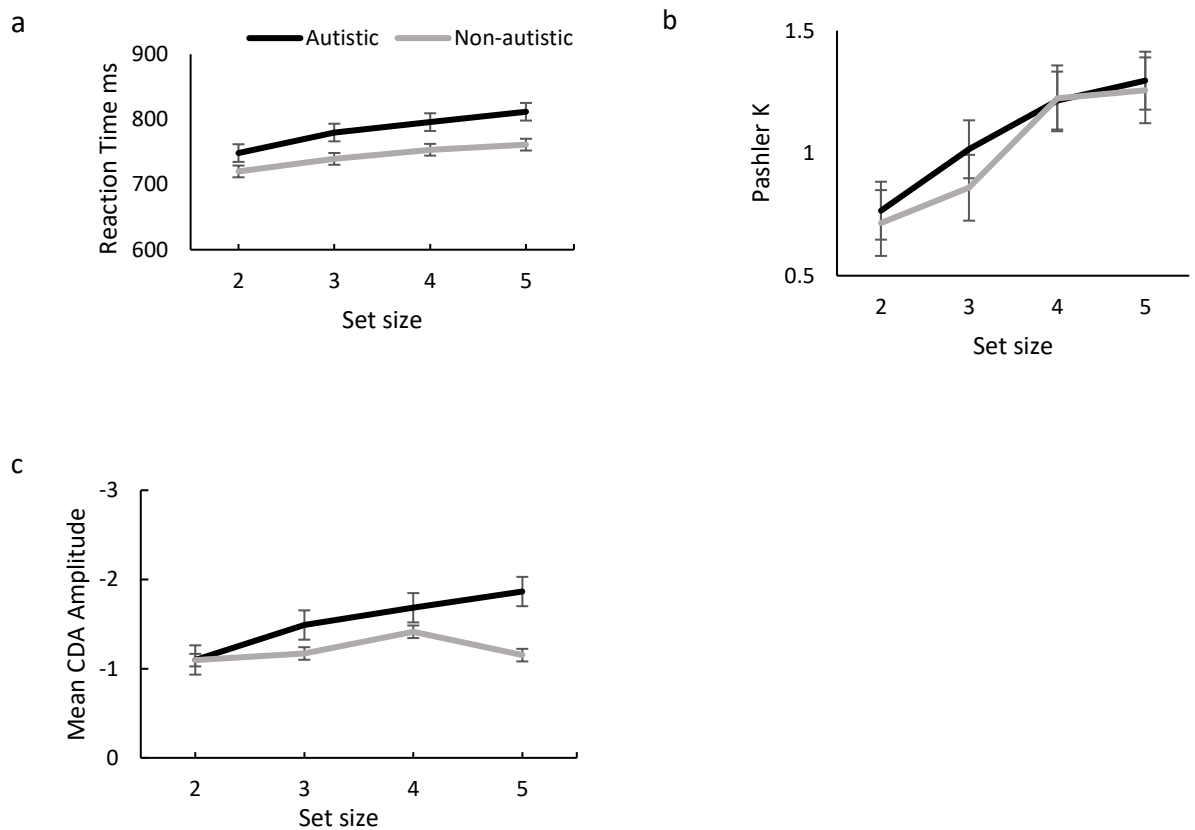 a
Autistic Non-autistic
900
800
700
600
Reaction Time ms
2 3 4 5
Set size
b
1.5
1
0.5
Pashler K
2 3 4 5
Set size
c
-3
-2
-1
0
Mean CDA Amplitude
2 3 4 5
Set size